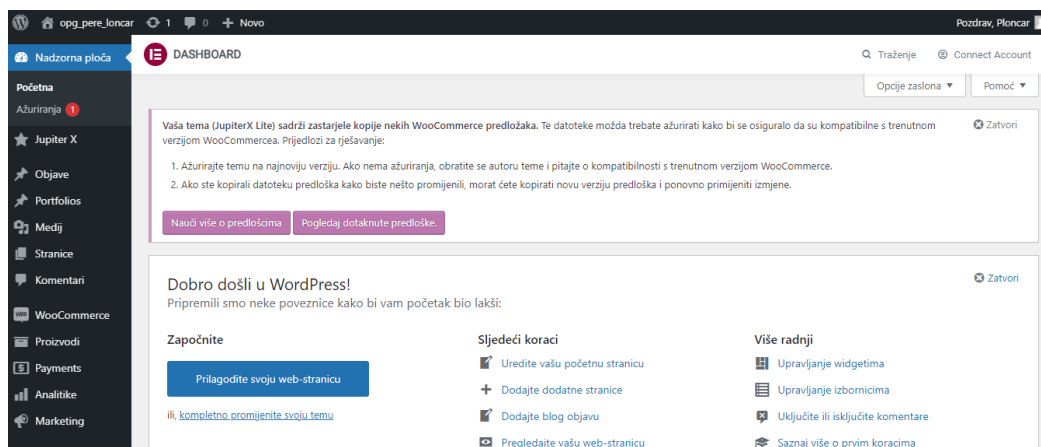 opg_pere_loncar 1 0 + Novo Pozdrav, Ploncar
Nadzorna ploča
DASHBOARD
Traženje Connect Account
Početna
Ažuriranja 1
Opcije zaslona ▼ Pomoć ▼
Jupiter X
Objave
Portfolios
Medij
Stranice
Komentari
WooCommerce
Proizvodi
Payments
Analitike
Marketing
Vaša tema (JupiterX Lite) sadrži zastarjele kopije nekih WooCommerce predložaka. Te datoteke možda trebate ažurirati kako bi se osiguralo da su kompatibilne s trenutnom
verzijom WooCommercea. Prijedlozi za rješavanje:
Zatvori
1. Ažurirajte temu na najnoviju verziju. Ako nema ažuriranja, obratite se autoru teme i pitajte o kompatibilnosti s trenutnom verzijom WooCommerce.
2. Ako ste kopirali datoteku predloška kako biste nešto promijenili, morat ćete kopirati novu verziju predloška i ponovno primijeniti izmjene.
Nauči više o predlošcima Pogledaj dotaknute predloške.
Dobro došli u WordPress!
Zatvori
Pripremili smo neke poveznice kako bi vam početak bio lakši:
Započnite
Prilagodite svoju web-stranicu
ili, kompletno promijenite svoju temu
Sljedeći koraci
Uredite vašu početnu stranicu
Dodajte dodatne stranice
Dodajte blog objavu
Pregledajte vašu web-stranicu
Više radnji
Upravljanje widgetima
Upravljanje izbornicima
Uključite ili isključite komentare
Saznaj više o prvim koracima